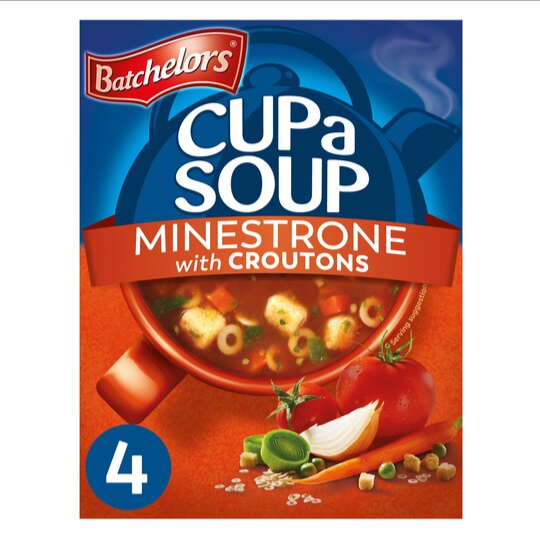 Batchelors®
CUPa
SOUP
MINESTRONE
with CROUTONS
Serving suggestion
4